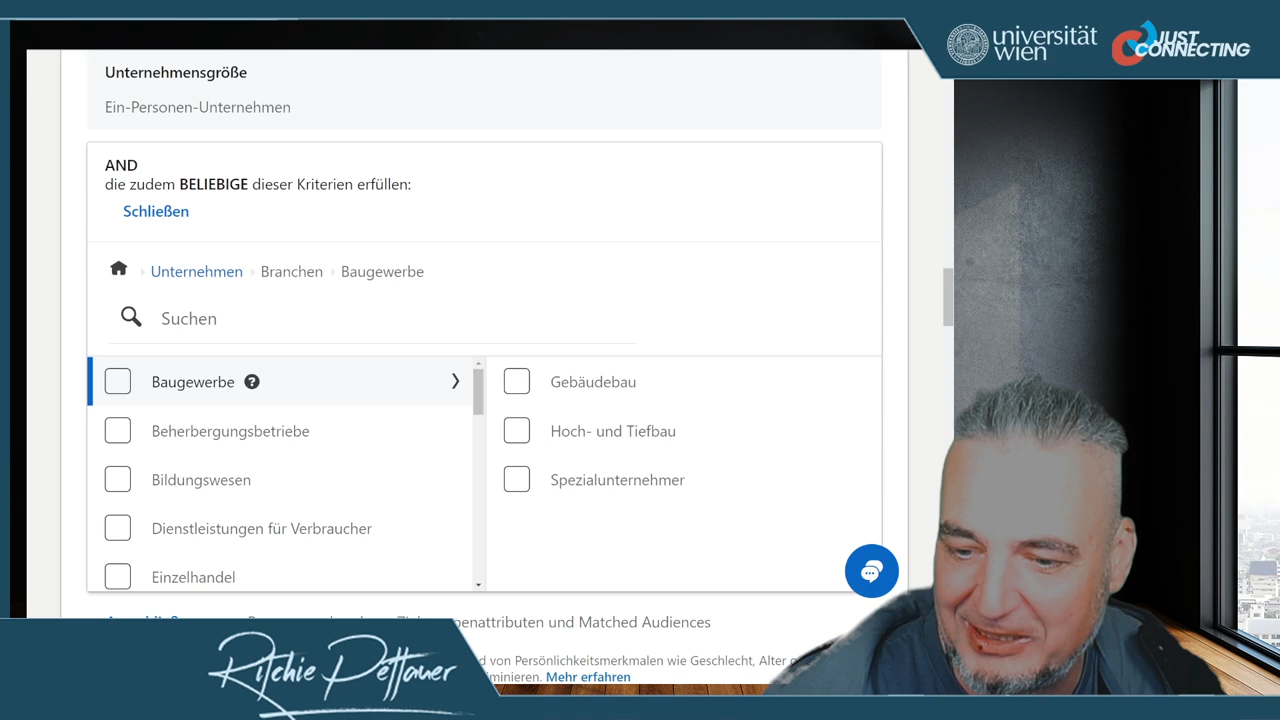 universität
wien
JUST
CONNECTING
Unternehmensgröße
Ein-Personen-Unternehmen
AND
die zudem BELIEBIGE dieser Kriterien erfüllen:
Schließen
Unternehmen Branchen Baugewerbe
Suchen
Baugewerbe ?
Gebäudebau
Beherbergungsbetriebe
Hoch- und Tiefbau
Bildungswesen
Spezialunternehmer
Dienstleistungen für Verbraucher
Einzelhandel
penattributen und Matched Audiences
d von Persönlichkeitsmerkmalen wie Geschlecht, Alter
iminieren. Mehr erfahren
Ritchie Pettauer